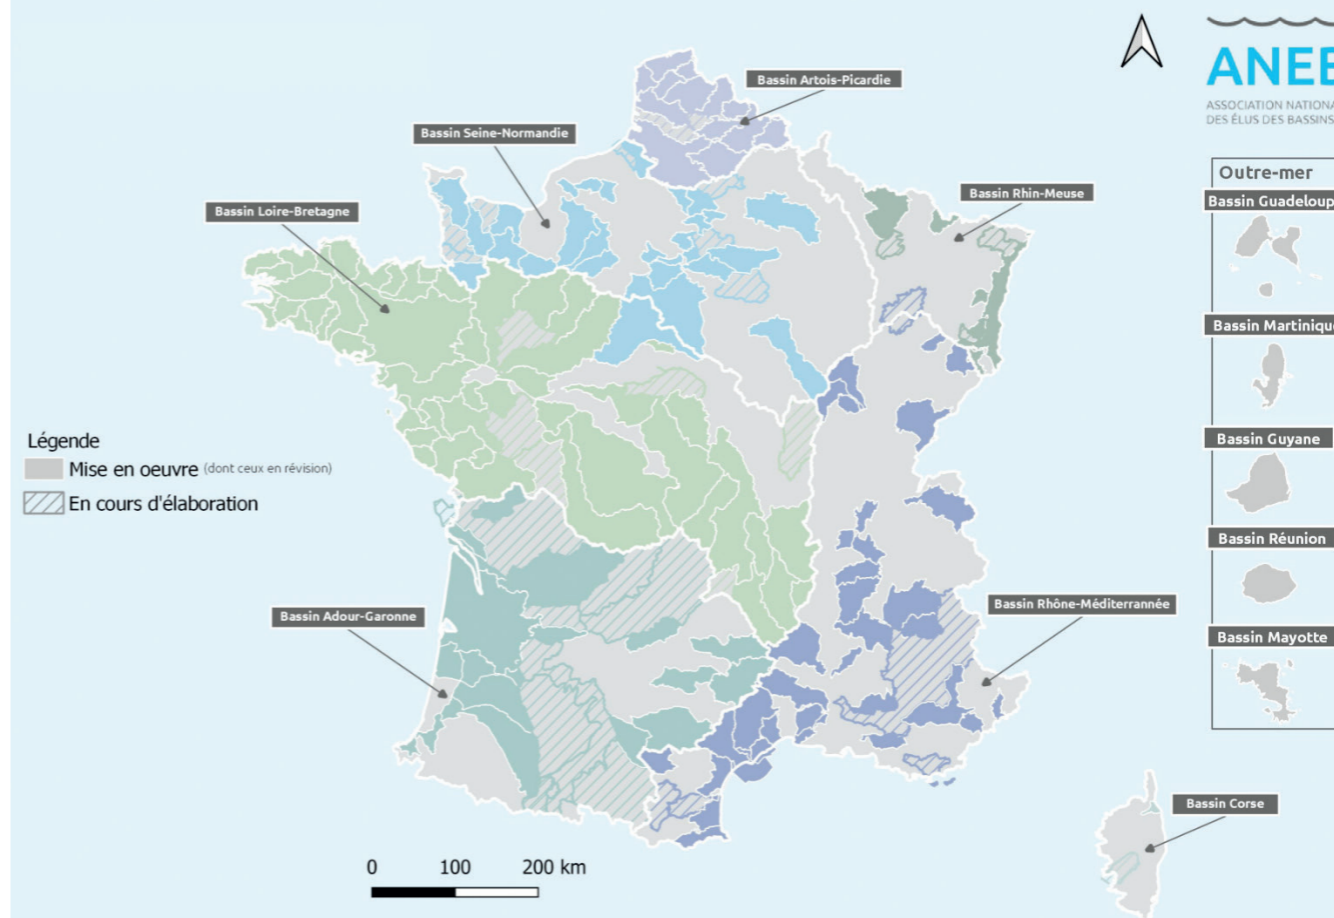 Bassin Artois-Picardie
Bassin Seine-Normandie
Bassin Rhin-Meuse
Bassin Loire-Bretagne
Légende
Mise en oeuvre (dont ceux en révision)
En cours d'élaboration
Bassin Adour-Garonne
Bassin Rhône-Méditerrannée
Bassin Corse
0 100 200 km
ANEB
ASSOCIATION NATIONA
DES ÉLUS DES BASSINS
Outre-mer
Bassin Guadeloup
Bassin Martinique
Bassin Guyane
Bassin Réunion
Bassin Mayotte